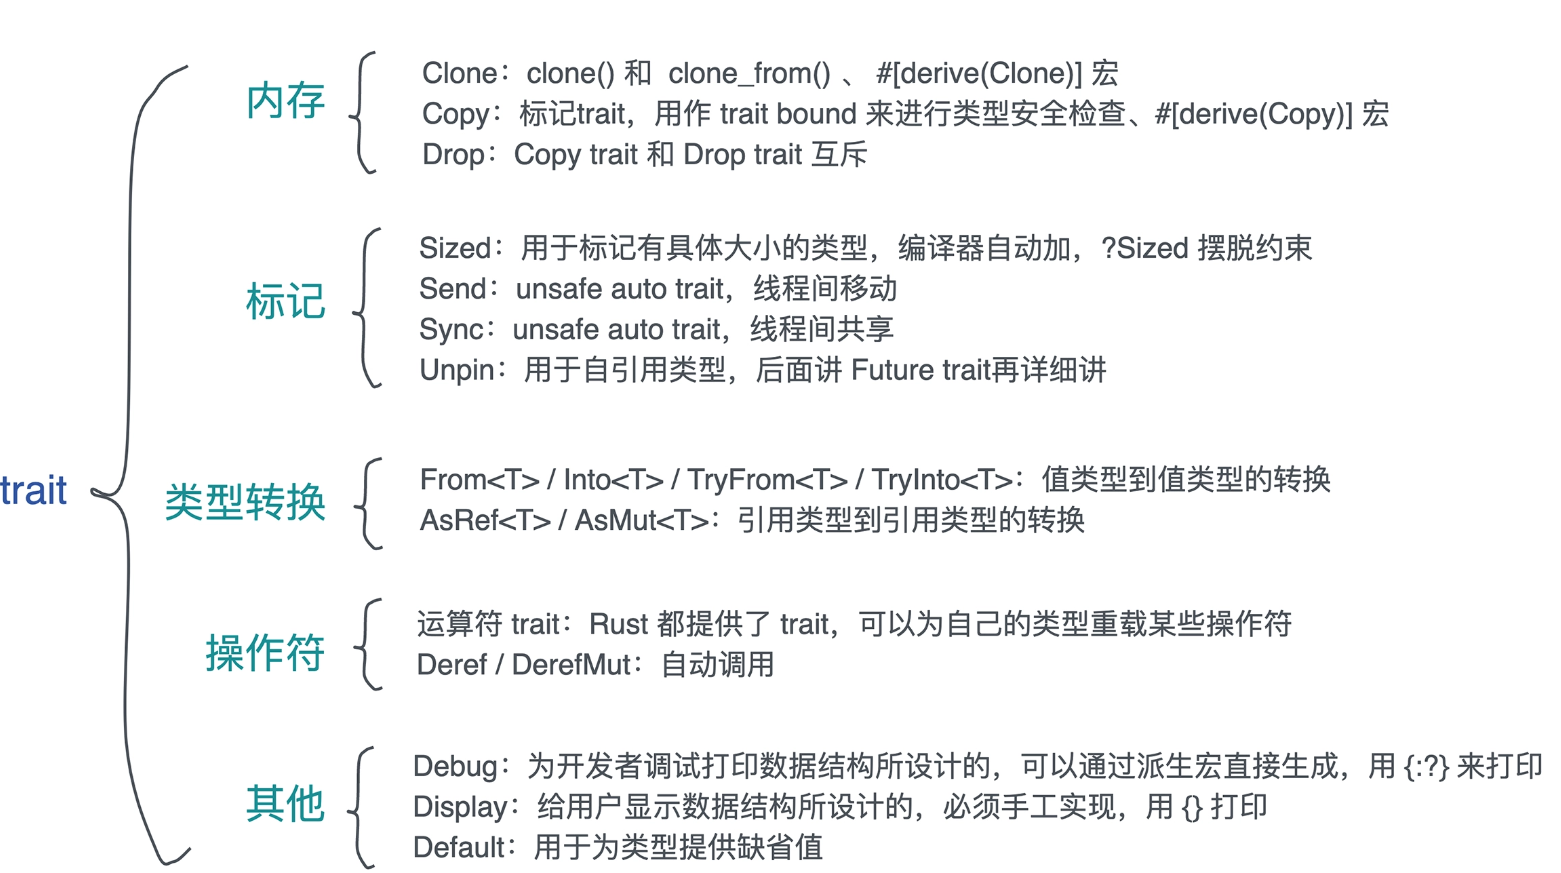 trait
内存
Clone：clone() 和 clone_from() 、 #[derive(Clone)] 宏
Copy：标记trait，用作 trait bound 来进行类型安全检查、#[derive(Copy)] 宏
Drop：Copy trait 和 Drop trait 互斥
标记
Sized：用于标记有具体大小的类型，编译器自动加，?Sized 摆脱约束
Send：unsafe auto trait，线程间移动
Sync：unsafe auto trait，线程间共享
Unpin：用于自引用类型，后面讲 Future trait再详细讲
类型转换
From<T> / Into<T> / TryFrom<T> / TryInto<T>：值类型到值类型的转换
AsRef<T> / AsMut<T>：引用类型到引用类型的转换
操作符
运算符 trait：Rust 都提供了 trait，可以为自己的类型重载某些操作符
Deref / DerefMut：自动调用
其他
Debug：为开发者调试打印数据结构所设计的，可以通过派生宏直接生成，用 {:?} 来打印
Display：给用户显示数据结构所设计的，必须手工实现，用 {} 打印
Default：用于为类型提供缺省值